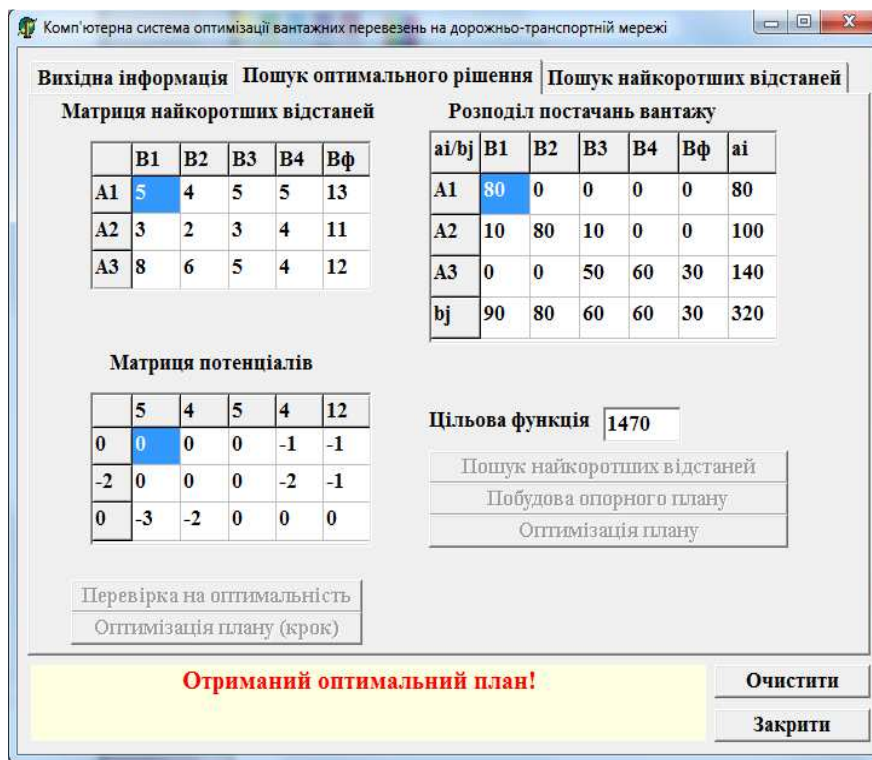 Комп'ютерна система оптимізації вантажних перевезень на дорожньо-транспортній мережі
Вихідна інформація Пошук оптимального рішення Пошук найкоротших відстаней
Матриця найкоротших відстаней
B1 B2 B3 B4 Вф
A1 5 4 5 5 13
A2 3 2 3 4 11
A3 8 6 5 4 12
Розподіл постачань вантажу
ai/bj B1 B2 B3 B4 Вф ai
A1 80 0 0 0 0 80
A2 10 80 10 0 0 100
A3 0 0 50 60 30 140
bj 90 80 60 60 30 320
Матриця потенціалів
5 4 5 4 12
0 0 0 0 -1 -1
-2 0 0 0 -2 -1
0 -3 -2 0 0 0
Цільова функція 1470
Пошук найкоротших відстаней
Побудова опорного плану
Оптимізація плану
Перевірка на оптимальність
Оптимізація плану (крок)
Отриманий оптимальний план!
Очистити
Закрити